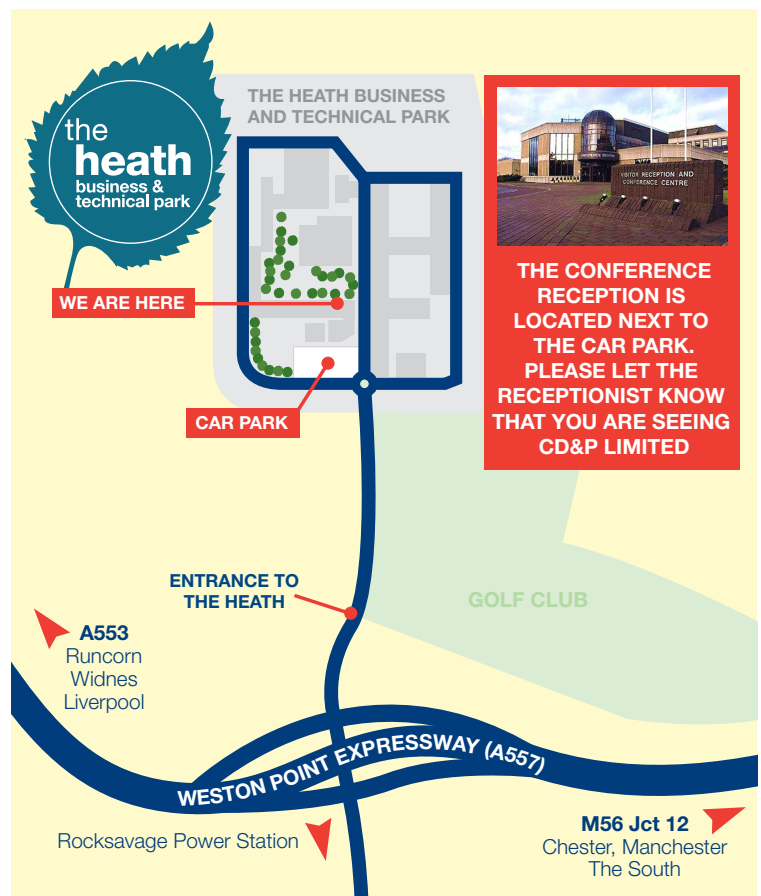 the
heath
business &
technical park
THE HEATH BUSINESS
AND TECHNICAL PARK
VISITOR RECEPTION AND
CONFERENCE CENTRE
WE ARE HERE
THE CONFERENCE
RECEPTION IS
LOCATED NEXT TO
THE CAR PARK.
PLEASE LET THE
RECEPTIONIST KNOW
THAT YOU ARE SEEING
CD&P LIMITED
CAR PARK
ENTRANCE TO
THE HEATH
GOLF CLUB
A553
Runcorn
Widnes
Liverpool
WESTON POINT EXPRESSWAY (A557)
Rocksavage Power Station
M56 Jct 12
Chester, Manchester
The South